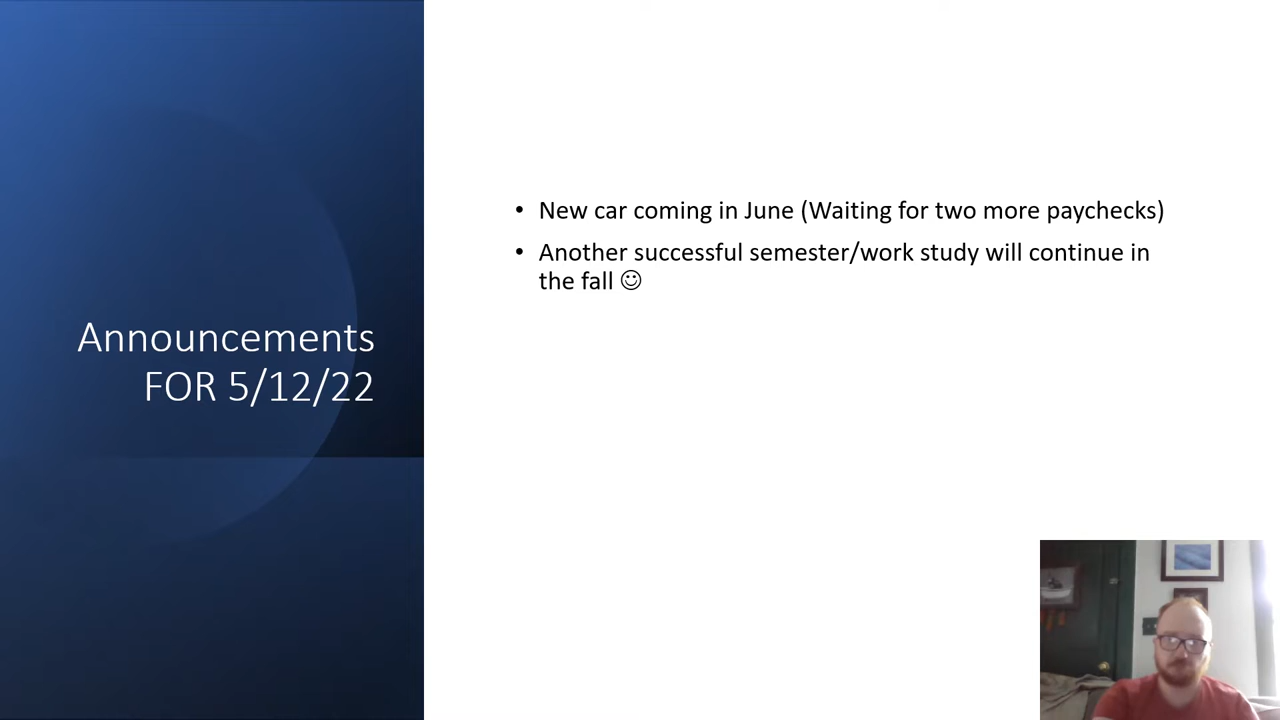 Announcements
FOR 5/12/22
• New car coming in June (Waiting for two more paychecks)
• Another successful semester/work study will continue in
the fall ☺